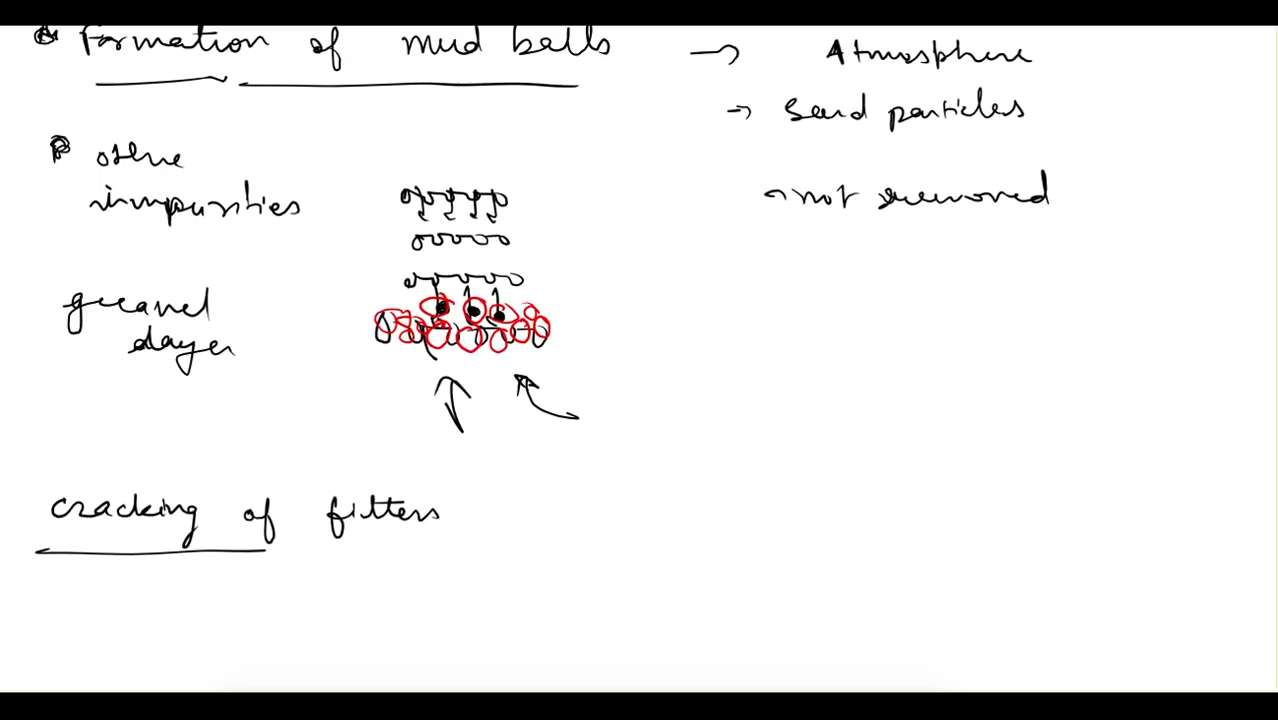 Formation of mud balls
→ Atmosphere
→ Sand particles
→ not removed
other
impurities
gravel
layer
cracking of filters